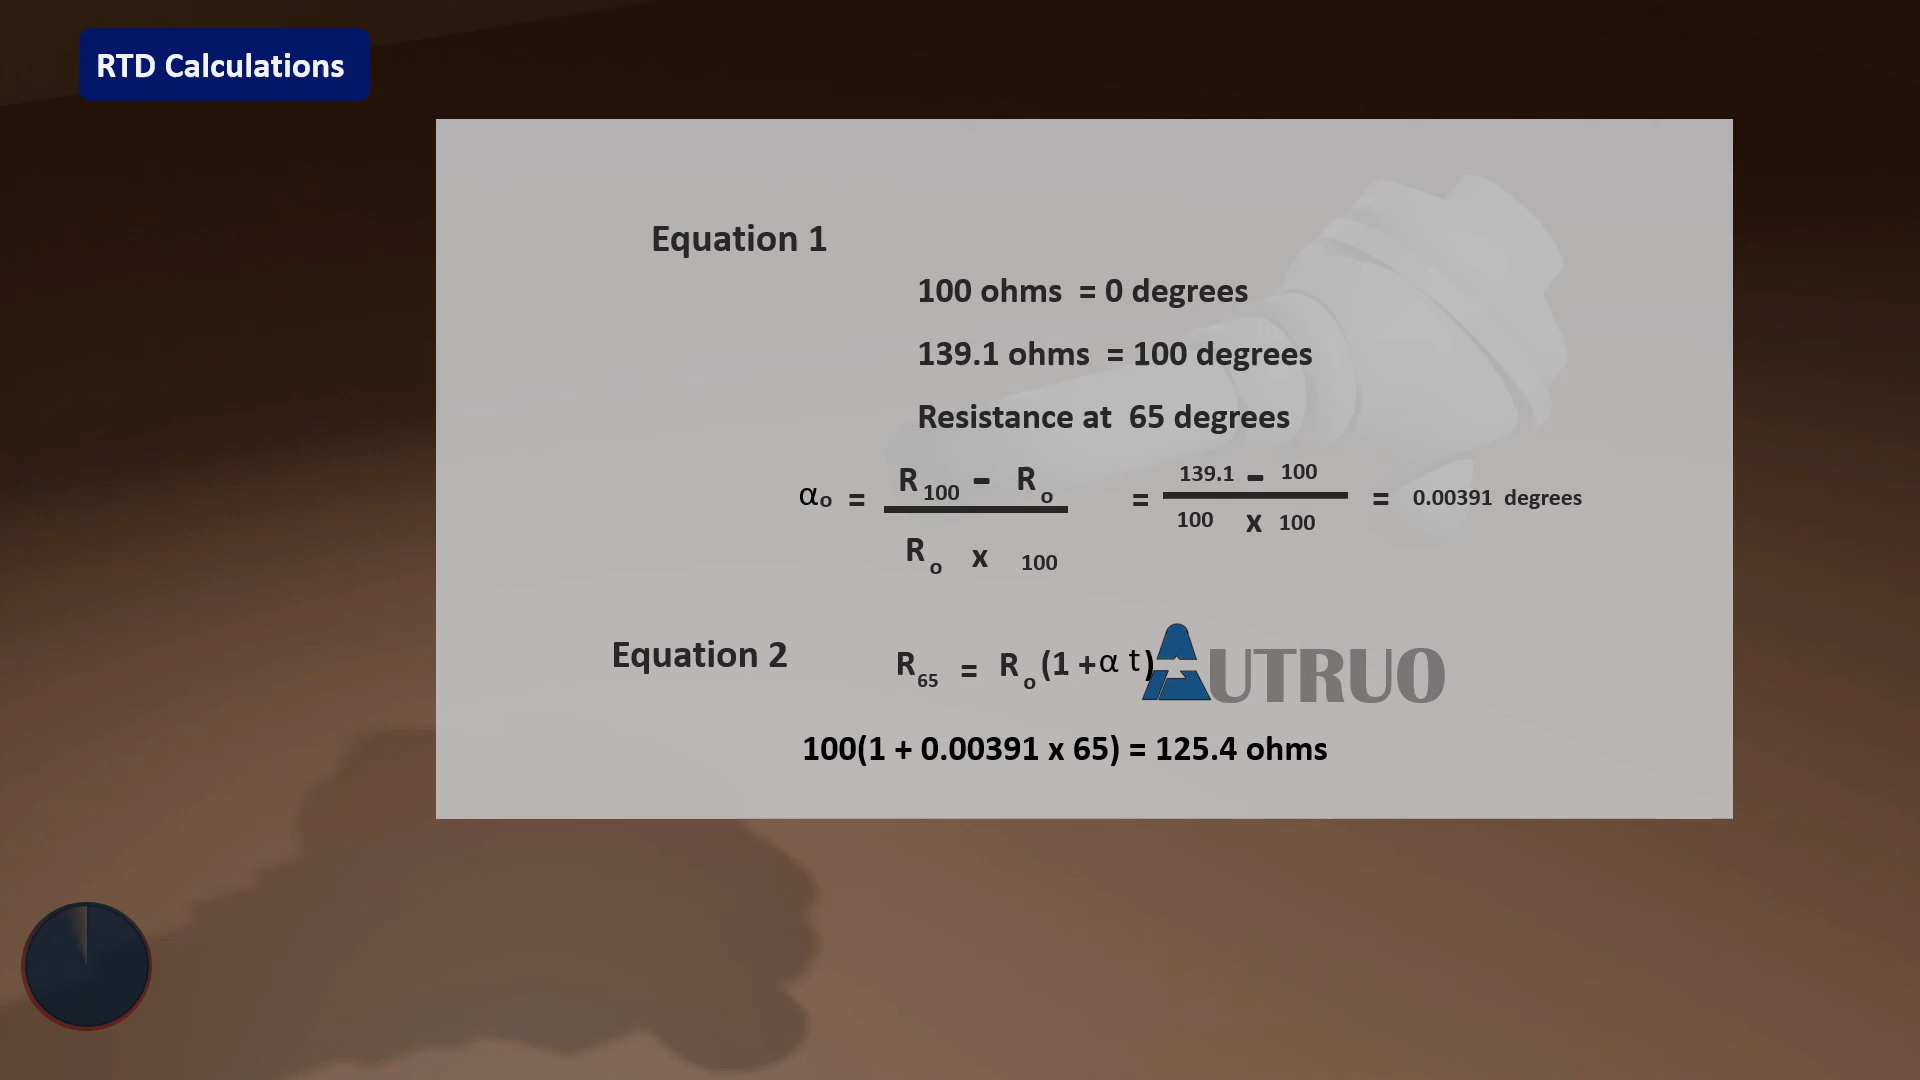 RTD Calculations
Equation 1
100 ohms = 0 degrees
139.1 ohms = 100 degrees
Resistance at 65 degrees
αo = R100 - Ro / Ro x 100 = 139.1 - 100 / 100 x 100 = 0.00391 degrees
Equation 2 R65 = Ro (1 + α t)
AUTRUO
100(1 + 0.00391 x 65) = 125.4 ohms